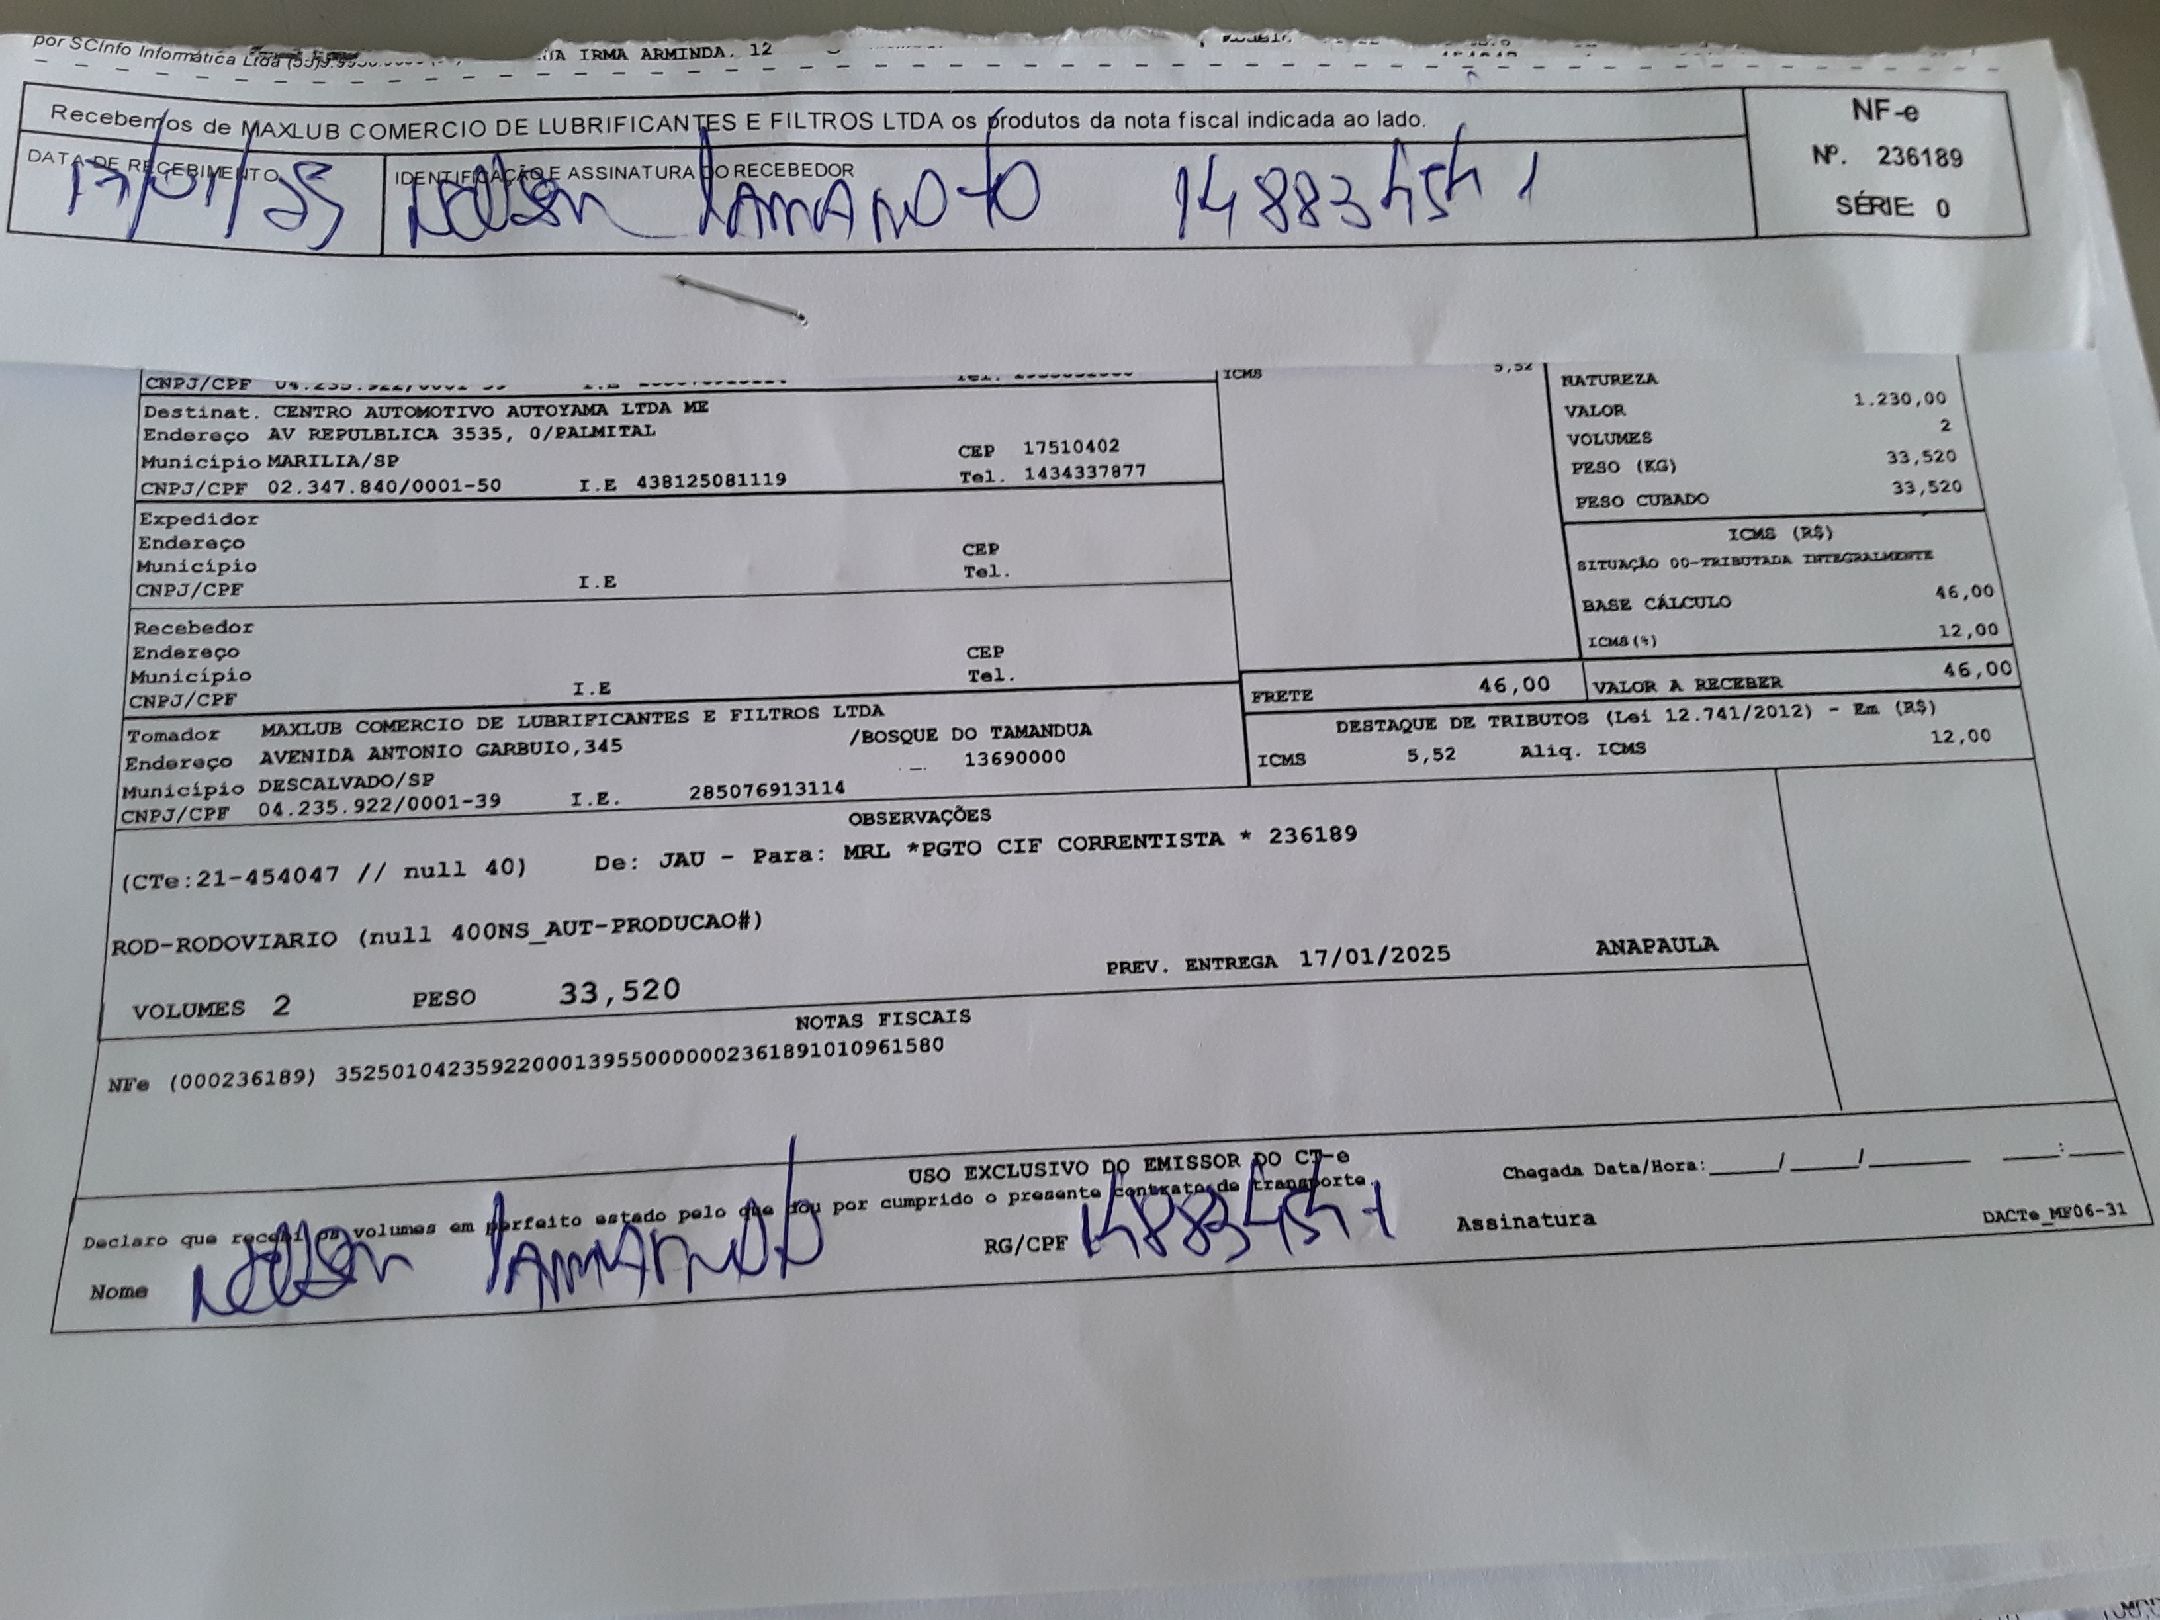 por SCInfo Informática Ltda
IRMA ARMINDA, 12
Recebemos de MAXLUB COMERCIO DE LUBRIFICANTES E FILTROS LTDA os produtos da nota fiscal indicada ao lado.
NF-e
Nº. 236189
SÉRIE: 0
DATA DE RECEBIMENTO
17/01/25
IDENTIFICAÇÃO E ASSINATURA DO RECEBEDOR
CNPJ/CPF
ICMS 5,52
Destinat. CENTRO AUTOMOTIVO AUTOYAMA LTDA ME
Endereço AV REPULBLICA 3535, 0/PALMITAL
Município MARILIA/SP CEP 17510402
CNPJ/CPF 02.347.840/0001-50 I.E 438125081119 Tel. 1434337877
Expedidor
Endereço
Município CEP
CNPJ/CPF I.E Tel.
Recebedor
Endereço CEP
Município Tel.
CNPJ/CPF I.E
NATUREZA
VALOR 1.230,00
VOLUMES 2
PESO (KG) 33,520
PESO CUBADO 33,520
ICMS (R$)
SITUAÇÃO 00-TRIBUTADA INTEGRALMENTE
BASE CÁLCULO 46,00
ICMS(%) 12,00
FRETE 46,00 VALOR A RECEBER 46,00
DESTAQUE DE TRIBUTOS (Lei 12.741/2012) - Em (R$)
ICMS 5,52 Aliq. ICMS 12,00
Tomador MAXLUB COMERCIO DE LUBRIFICANTES E FILTROS LTDA
Endereço AVENIDA ANTONIO GARBUIO,345 /BOSQUE DO TAMANDUA
Município DESCALVADO/SP 13690000
CNPJ/CPF 04.235.922/0001-39 I.E. 285076913114
OBSERVAÇÕES
(CTe:21-454047 // null 40) De: JAU - Para: MRL *PGTO CIF CORRENTISTA * 236189
ROD-RODOVIARIO (null 400NS_AUT-PRODUCAO#)
VOLUMES 2 PESO 33,520 PREV. ENTREGA 17/01/2025 ANAPAULA
NOTAS FISCAIS
NFe (000236189) 35250104235922000139550000002361891010961580
USO EXCLUSIVO DO EMISSOR DO CT-e
Declaro que recebi os volumes em perfeito estado pelo que dou por cumprido o presente contrato de transporte.
Chegada Data/Hora:____/____/______ ___:___
Nome RG/CPF Assinatura
DACTe_MF06-31